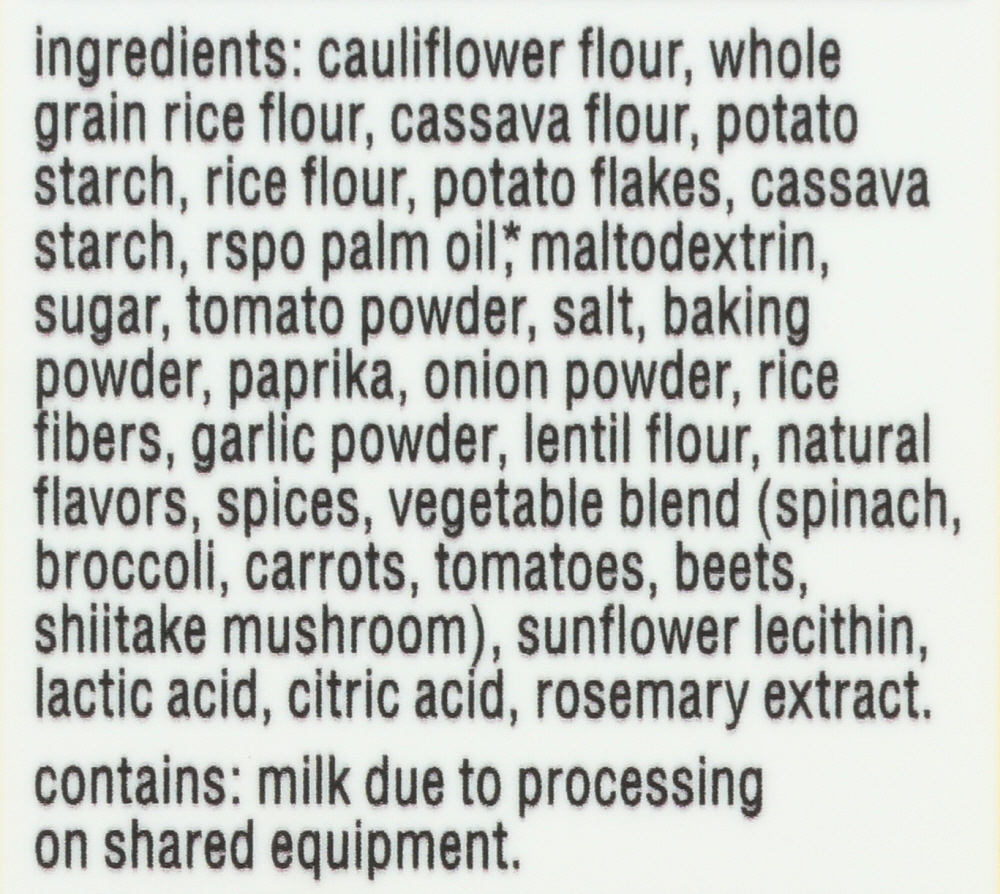 ingredients: cauliflower flour, whole
grain rice flour, cassava flour, potato
starch, rice flour, potato flakes, cassava
starch, rspo palm oil,* maltodextrin,
sugar, tomato powder, salt, baking
powder, paprika, onion powder, rice
fibers, garlic powder, lentil flour, natural
flavors, spices, vegetable blend (spinach,
broccoli, carrots, tomatoes, beets,
shiitake mushroom), sunflower lecithin,
lactic acid, citric acid, rosemary extract.
contains: milk due to processing
on shared equipment.